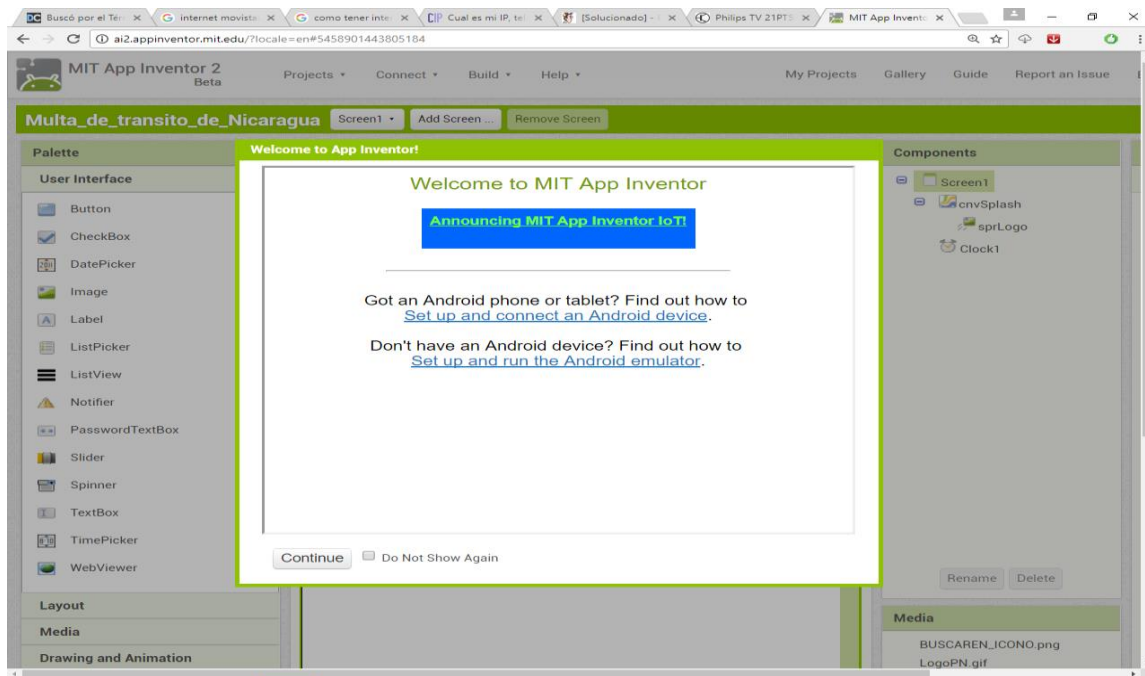 Buscó por el Tér
internet movista
como tener inte
Cual es mi IP, tel
[Solucionado] -
Philips TV 21PT
MIT App Invento
ai2.appinventor.mit.edu/?locale=en#5458901443805184
MIT App Inventor 2
Beta
Projects
Connect
Build
Help
My Projects
Gallery
Guide
Report an Issue
Multa_de_transito_de_Nicaragua
Screen1
Add Screen ...
Remove Screen
Palette
User Interface
Button
CheckBox
DatePicker
Image
Label
ListPicker
ListView
Notifier
PasswordTextBox
Slider
Spinner
TextBox
TimePicker
WebViewer
Layout
Media
Drawing and Animation
Welcome to App Inventor!
Welcome to MIT App Inventor
Announcing MIT App Inventor IoT!
Got an Android phone or tablet? Find out how to
Set up and connect an Android device.
Don't have an Android device? Find out how to
Set up and run the Android emulator.
Continue
Do Not Show Again
Components
Screen1
cnvSplash
sprLogo
Clock1
Rename
Delete
Media
BUSCAREN_ICONO.png
LogoPN.gif